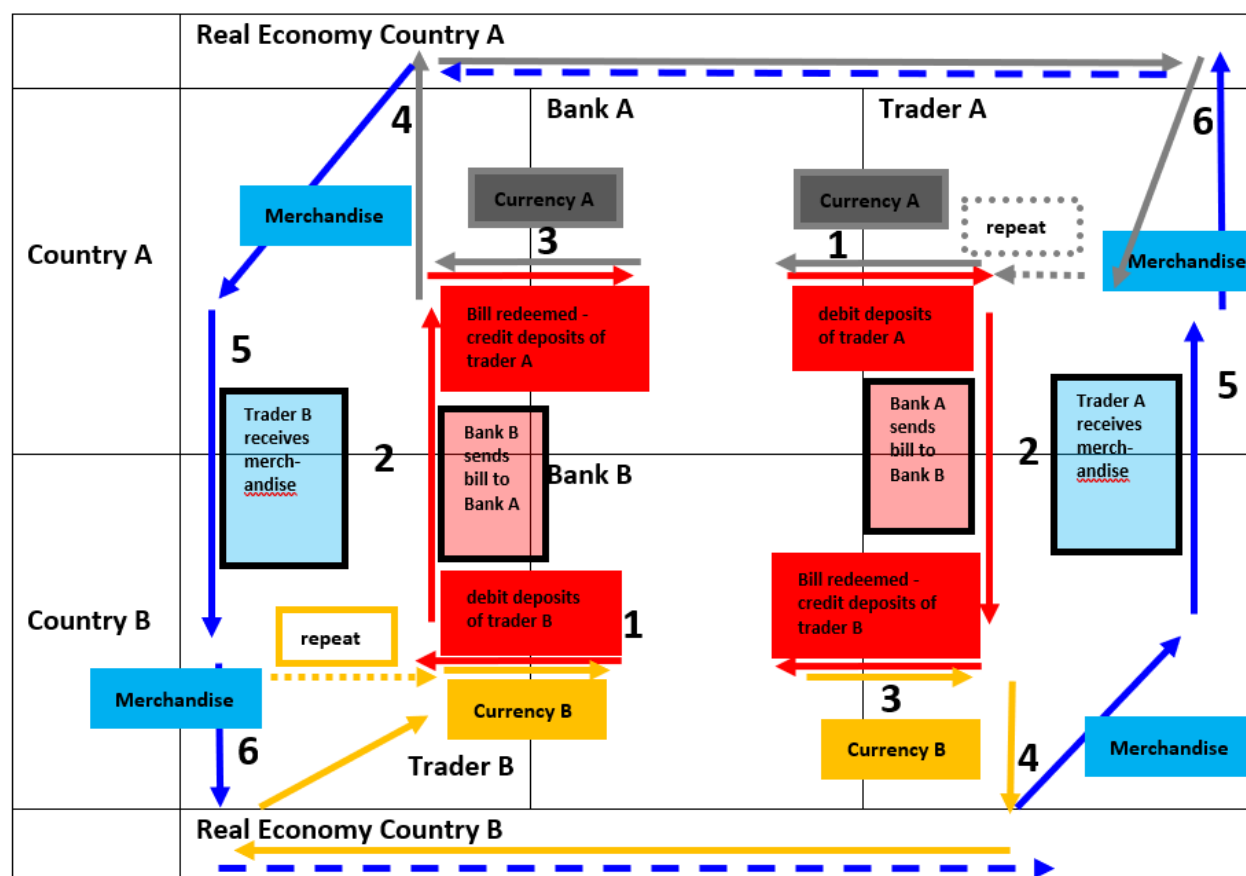 Real Economy Country A
Bank A
Trader A
4
6
Currency A
Currency A
Merchandise
3
1
repeat
Country A
Merchandise
Bill redeemed -
credit deposits of
trader A
debit deposits
of trader A
5
5
Trader B
receives
merch-
andise
2
Bank B
sends
bill to
Bank A
Bank B
Bank A
sends
bill to
Bank B
2
Trader A
receives
merch-
andise
Country B
repeat
debit deposits
of trader B
1
Bill redeemed -
credit deposits of
trader B
Merchandise
6
Currency B
Trader B
3
Currency B
4
Merchandise
Real Economy Country B